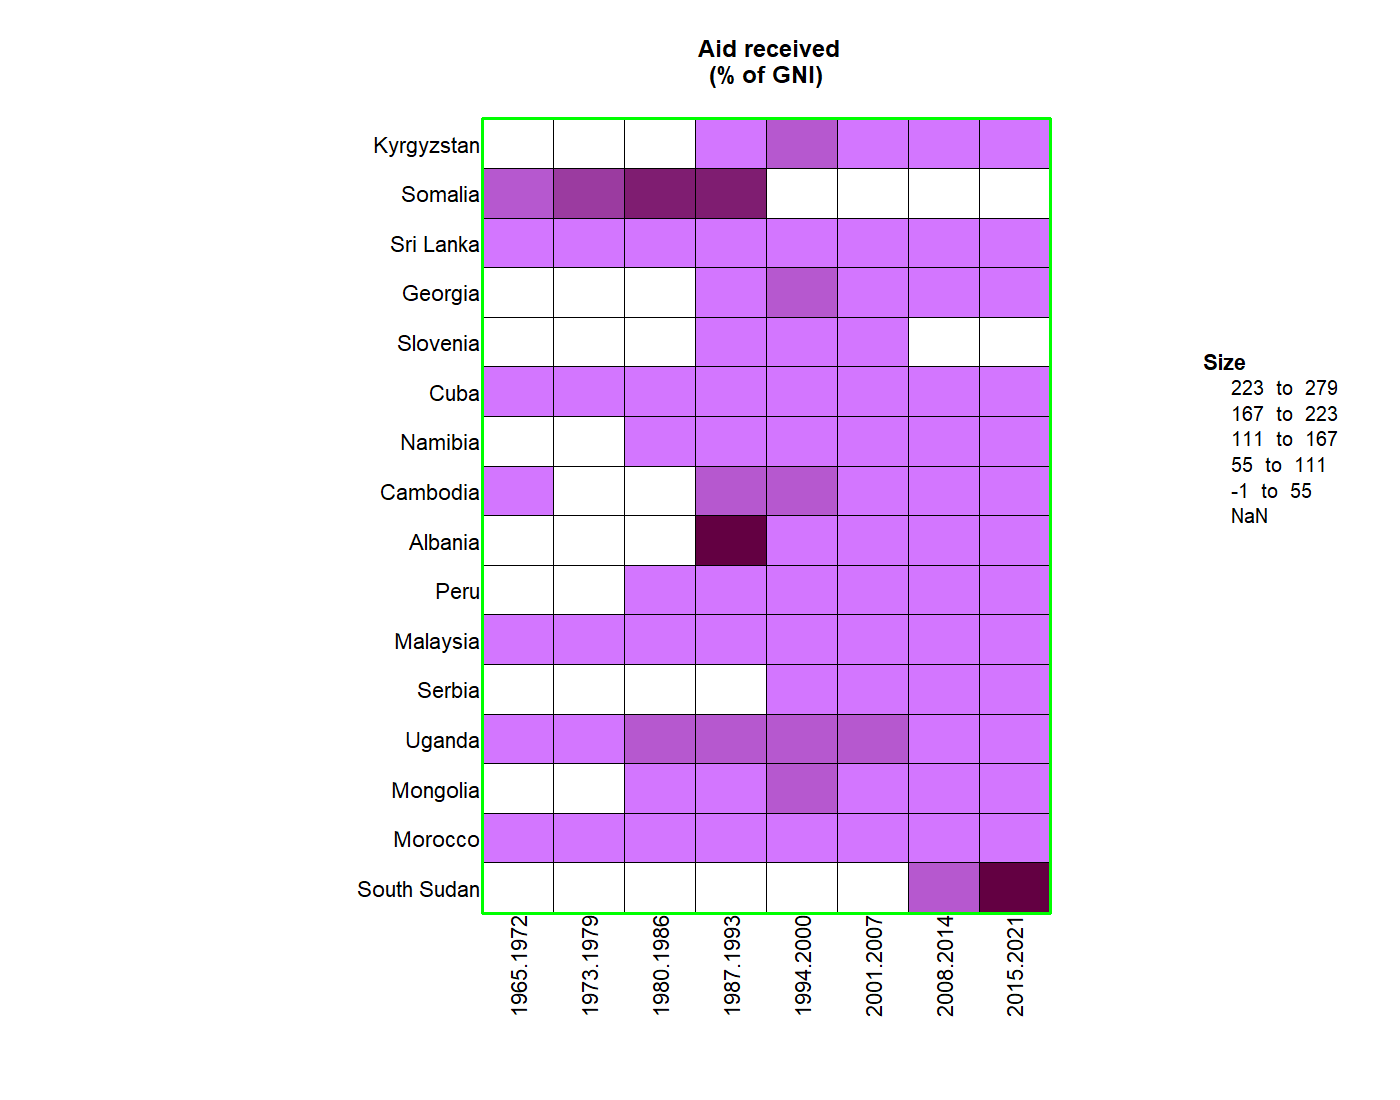 Aid received
(% of GNI)
Kyrgyzstan
Somalia
Sri Lanka
Georgia
Slovenia
Cuba
Namibia
Cambodia
Albania
Peru
Malaysia
Serbia
Uganda
Mongolia
Morocco
South Sudan
1965.1972
1973.1979
1980.1986
1987.1993
1994.2000
2001.2007
2008.2014
2015.2021
Size
223 to 279
167 to 223
111 to 167
55 to 111
-1 to 55
NaN